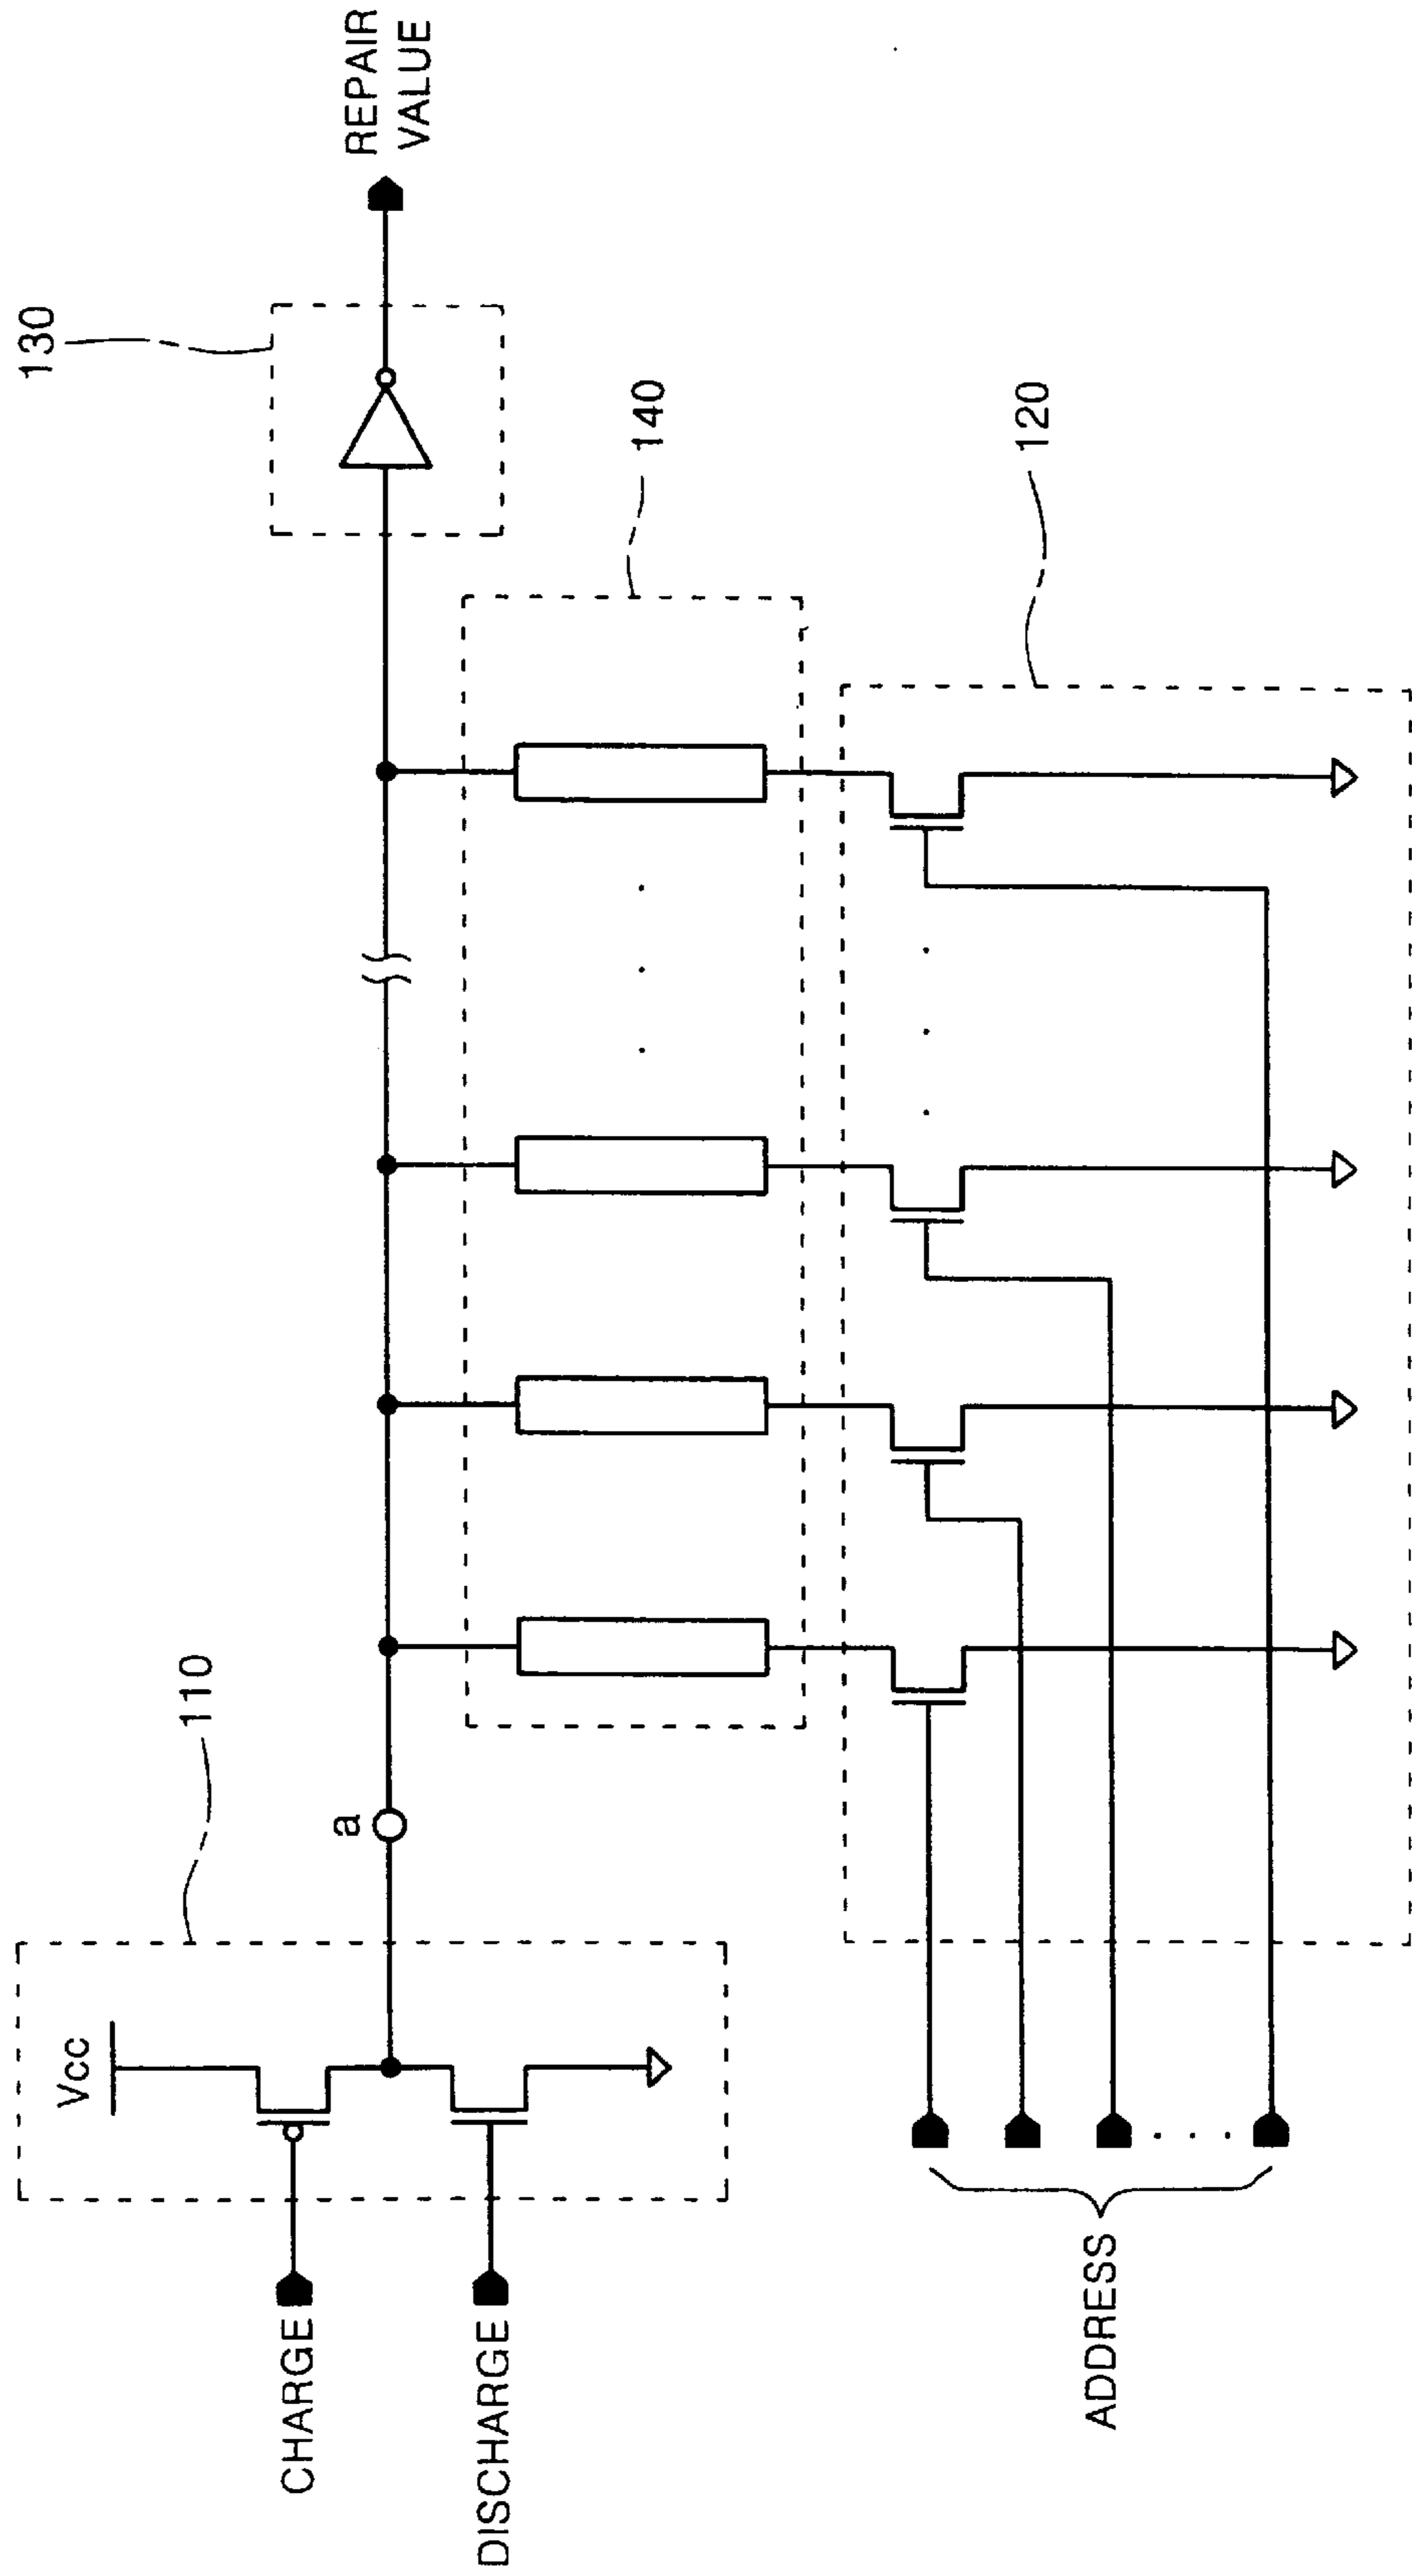 110
Vcc
CHARGE
DISCHARGE
a
130
REPAIR
VALUE
140
120
ADDRESS